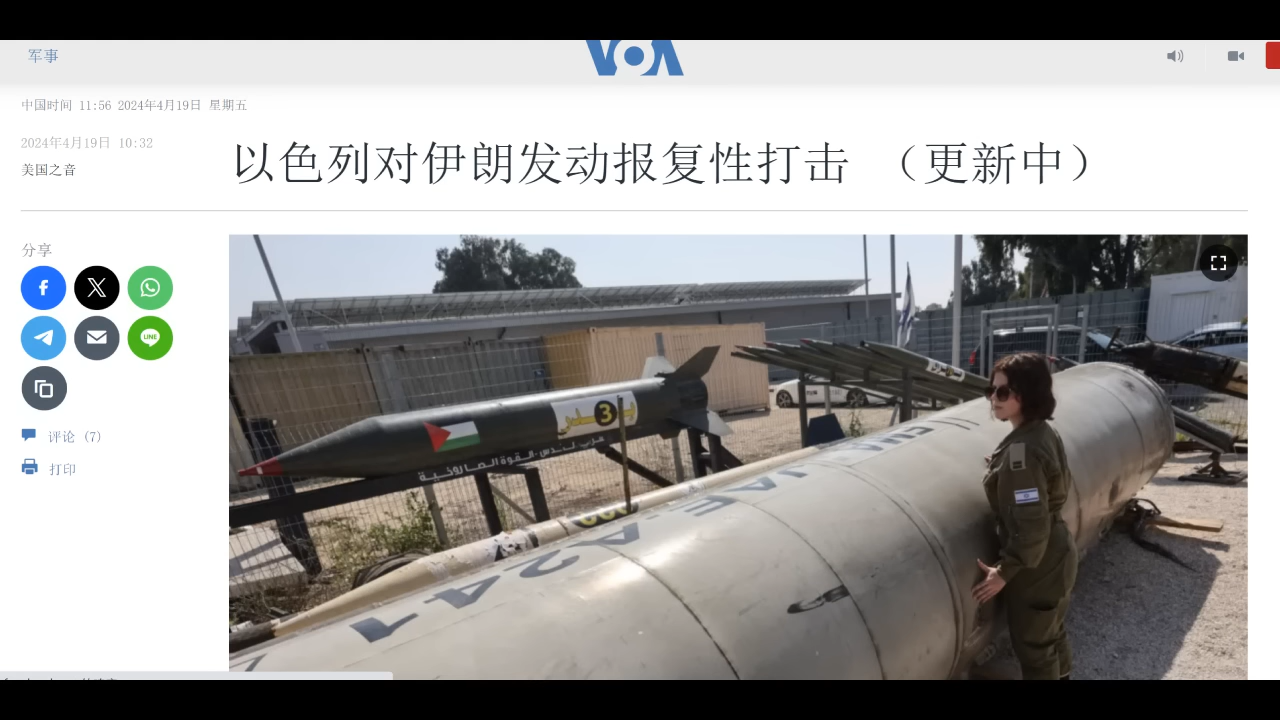 军事
VOA
中国时间 11:56 2024年4月19日 星期五
2024年4月19日 10:32
美国之音
以色列对伊朗发动报复性打击 （更新中）
分享
LINE
评论 (7)
打印
3